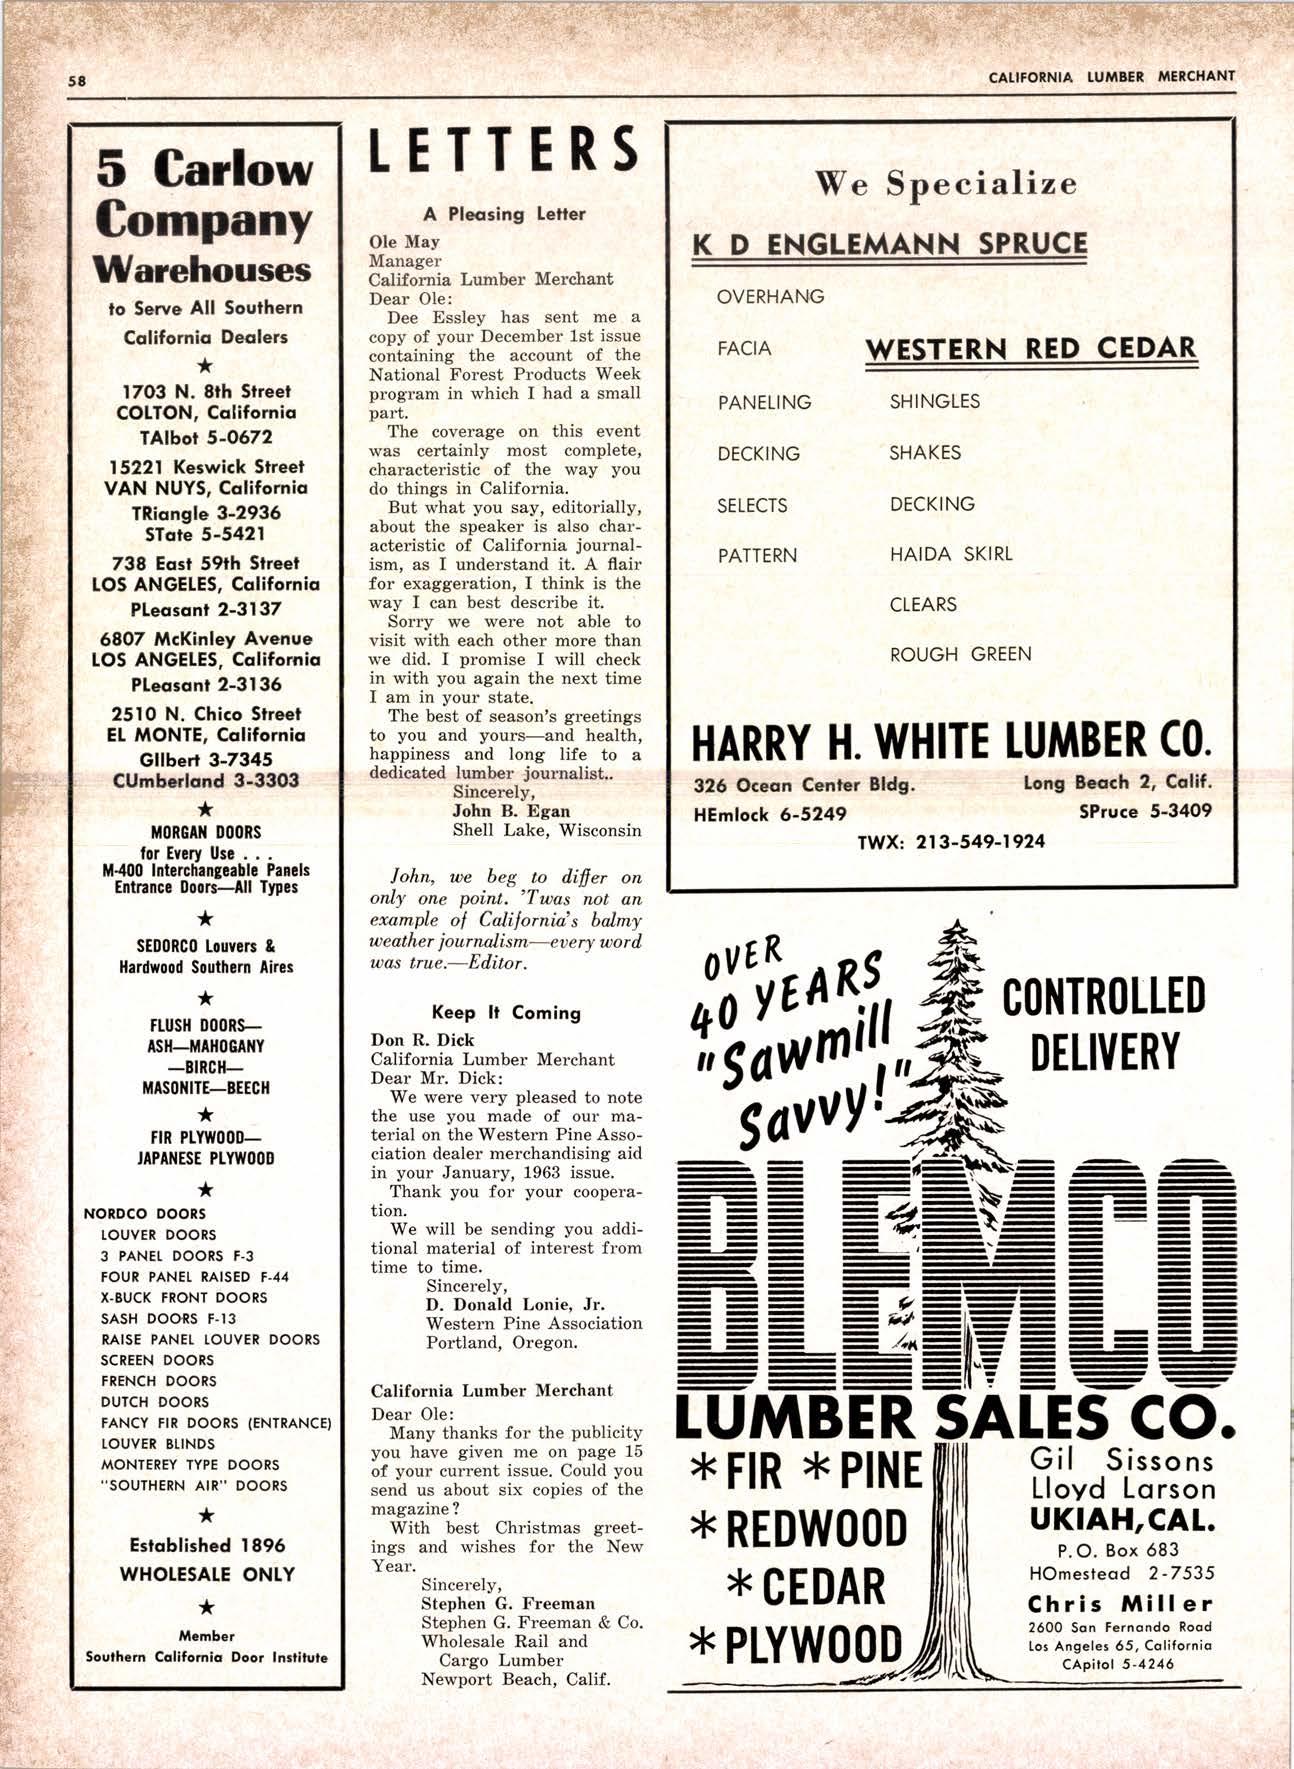 58
CALIFORNIA LUMBER MERCHANT
5 Carlow
Company
Warehouses
to Serve All Southern
California Dealers
★
1703 N. 8th Street
COLTON, California
TAlbot 5-0672
15221 Keswick Street
VAN NUYS, California
TRiangle 3-2936
STate 5-5421
738 East 59th Street
LOS ANGELES, California
PLeasant 2-3137
6807 McKinley Avenue
LOS ANGELES, California
PLeasant 2-3136
2510 N. Chico Street
EL MONTE, California
GIlbert 3-7345
CUmberland 3-3303
★
MORGAN DOORS
for Every Use . . .
M-400 Interchangeable Panels
Entrance Doors—All Types
★
SEDORCO Louvers &
Hardwood Southern Aires
★
FLUSH DOORS—
ASH—MAHOGANY
—BIRCH—
MASONITE—BEECH
★
FIR PLYWOOD—
JAPANESE PLYWOOD
★
NORDCO DOORS
LOUVER DOORS
3 PANEL DOORS F-3
FOUR PANEL RAISED F-44
X-BUCK FRONT DOORS
SASH DOORS F-13
RAISE PANEL LOUVER DOORS
SCREEN DOORS
FRENCH DOORS
DUTCH DOORS
FANCY FIR DOORS (ENTRANCE)
LOUVER BLINDS
MONTEREY TYPE DOORS
"SOUTHERN AIR" DOORS
★
Established 1896
WHOLESALE ONLY
★
Member
Southern California Door Institute
LETTERS
A Pleasing Letter
Ole May
Manager
California Lumber Merchant
Dear Ole:
Dee Essley has sent me a
copy of your December 1st issue
containing the account of the
National Forest Products Week
program in which I had a small
part.
The coverage on this event
was certainly most complete,
characteristic of the way you
do things in California.
But what you say, editorially,
about the speaker is also char-
acteristic of California journal-
ism, as I understand it. A flair
for exaggeration, I think is the
way I can best describe it.
Sorry we were not able to
visit with each other more than
we did. I promise I will check
in with you again the next time
I am in your state.
The best of season's greetings
to you and yours—and health,
happiness and long life to a
dedicated lumber journalist..
Sincerely,
John B. Egan
Shell Lake, Wisconsin
John, we beg to differ on
only one point. 'Twas not an
example of California's balmy
weather journalism—every word
was true.—Editor.
Keep It Coming
Don R. Dick
California Lumber Merchant
Dear Mr. Dick:
We were very pleased to note
the use you made of our ma-
terial on the Western Pine Asso-
ciation dealer merchandising aid
in your January, 1963 issue.
Thank you for your coopera-
tion.
We will be sending you addi-
tional material of interest from
time to time.
Sincerely,
D. Donald Lonie, Jr.
Western Pine Association
Portland, Oregon.
California Lumber Merchant
Dear Ole:
Many thanks for the publicity
you have given me on page 15
of your current issue. Could you
send us about six copies of the
magazine?
With best Christmas greet-
ings and wishes for the New
Year.
Sincerely,
Stephen G. Freeman
Stephen G. Freeman & Co.
Wholesale Rail and
Cargo Lumber
Newport Beach, Calif.
We Specialize
K D ENGLEMANN SPRUCE
OVERHANG
FACIA
PANELING
DECKING
SELECTS
PATTERN
WESTERN RED CEDAR
SHINGLES
SHAKES
DECKING
HAIDA SKIRL
CLEARS
ROUGH GREEN
HARRY H. WHITE LUMBER CO.
326 Ocean Center Bldg. Long Beach 2, Calif.
HEmlock 6-5249 SPruce 5-3409
TWX: 213-549-1924
OVER
40 YEARS
"Sawmill
Savvy!"
CONTROLLED
DELIVERY
BLEMCO
LUMBER SALES CO.
* FIR * PINE
* REDWOOD
* CEDAR
* PLYWOOD
Gil Sissons
Lloyd Larson
UKIAH, CAL.
P.O. Box 683
HOmestead 2-7535
Chris Miller
2600 San Fernando Road
Los Angeles 65, California
CApitol 5-4246